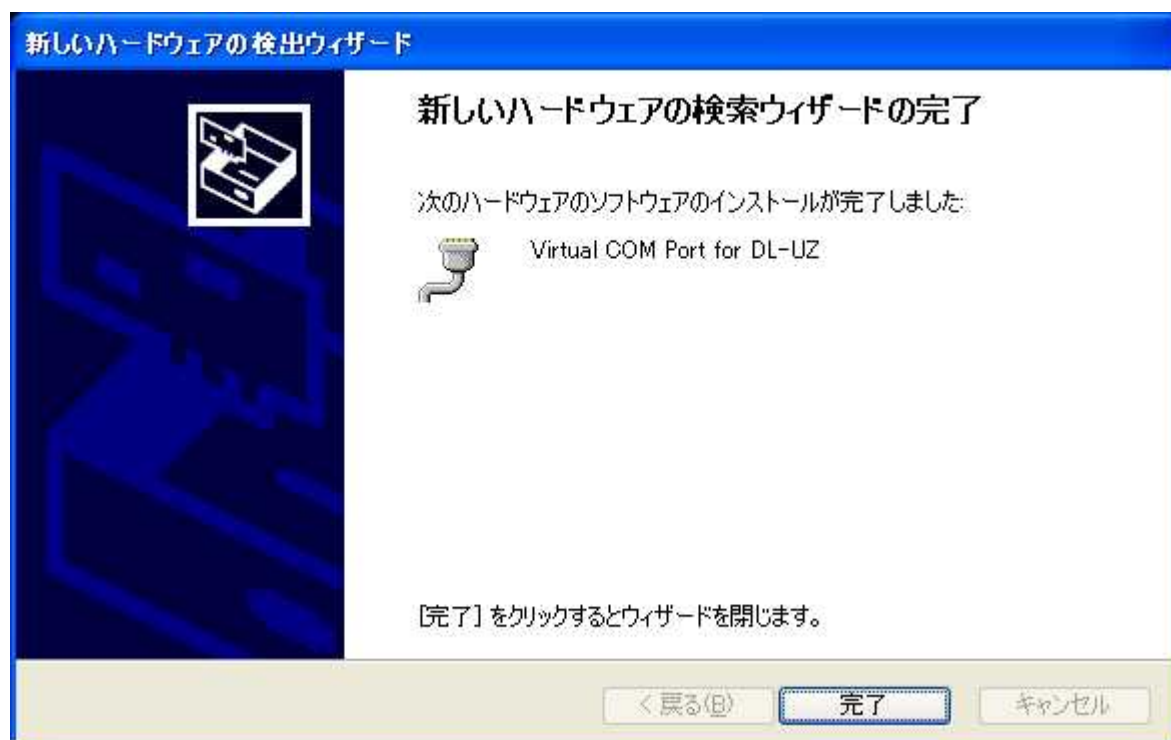 新しいハードウェアの検出ウィザード
新しいハードウェアの検索ウィザードの完了
次のハードウェアのソフトウェアのインストールが完了しました:
Virtual COM Port for DL-UZ
[完了] をクリックするとウィザードを閉じます。
< 戻る(B) 完了 キャンセル